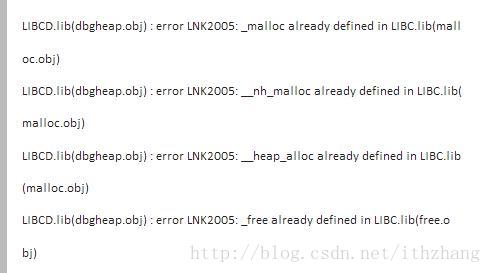 LIBCD.lib(dbgheap.obj) : error LNK2005: _malloc already defined in LIBC.lib(mall
oc.obj)
LIBCD.lib(dbgheap.obj) : error LNK2005: __nh_malloc already defined in LIBC.lib(
malloc.obj)
LIBCD.lib(dbgheap.obj) : error LNK2005: __heap_alloc already defined in LIBC.lib
(malloc.obj)
LIBCD.lib(dbgheap.obj) : error LNK2005: _free already defined in LIBC.lib(free.o
bj)
http://blog.csdn.net/ithzhang